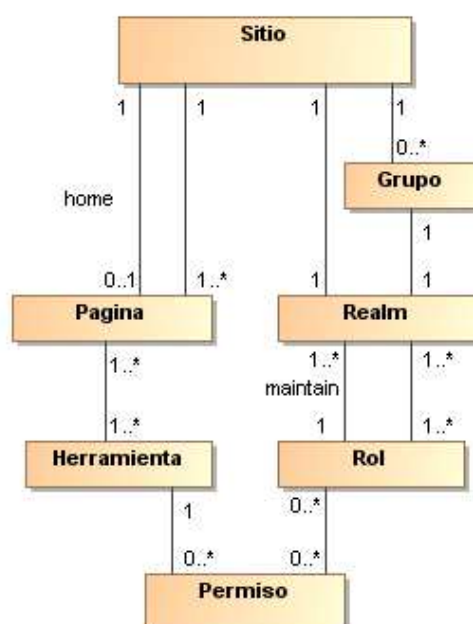 Sitio
1 1 1 1
0..*
Grupo
home
1
0..1 1..* 1 1
Pagina Realm
1..* 1..* 1..*
maintain
1..* 1 1..*
Herramienta Rol
1 0..*
0..* 0..*
Permiso